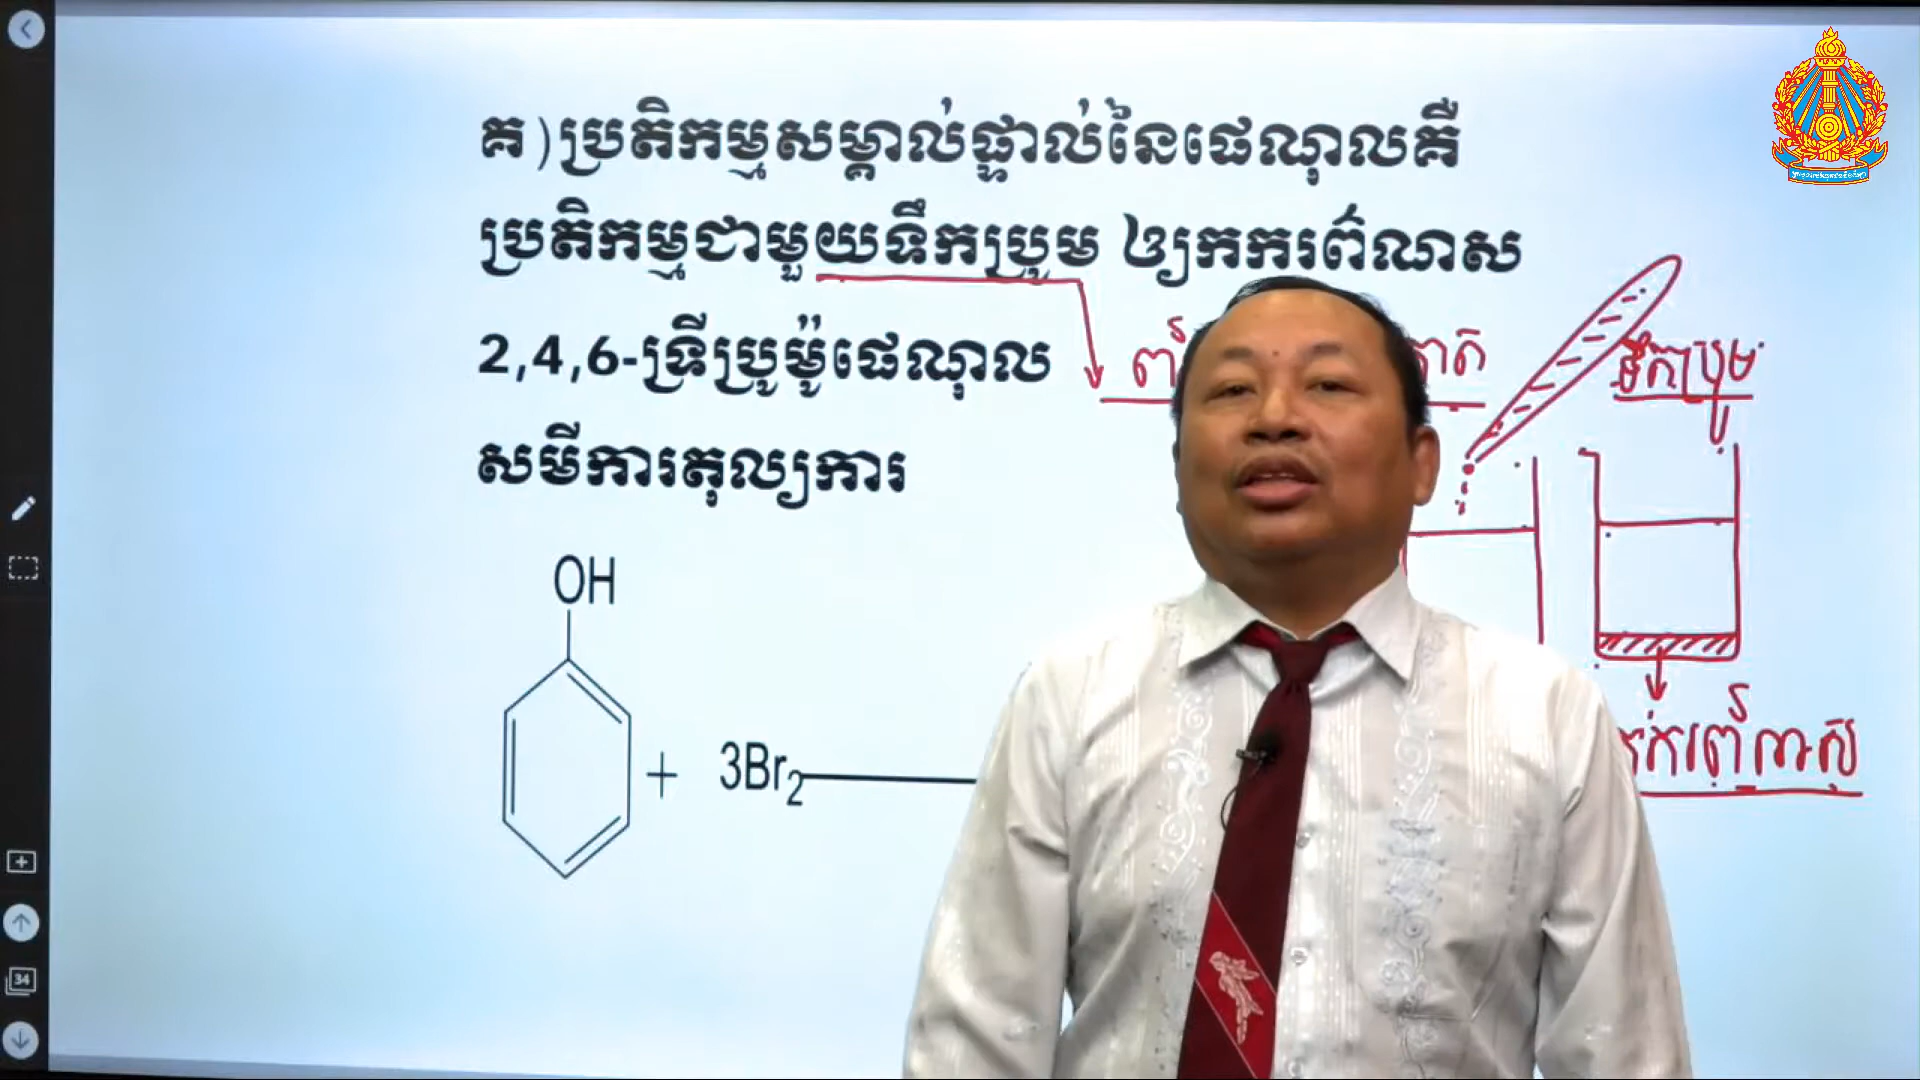 គ)ប្រតិកម្មសម្គាល់ផ្ទាល់នៃផេណុលគឺ
ប្រតិកម្មជាមួយទឹកប្រូម ឲ្យកករពណ៌ស
2,4,6-ទ្រីប្រូម៉ូផេណុល
ទឹកប្រូម
សមីការតុល្យការ
OH
+ 3Br2
34